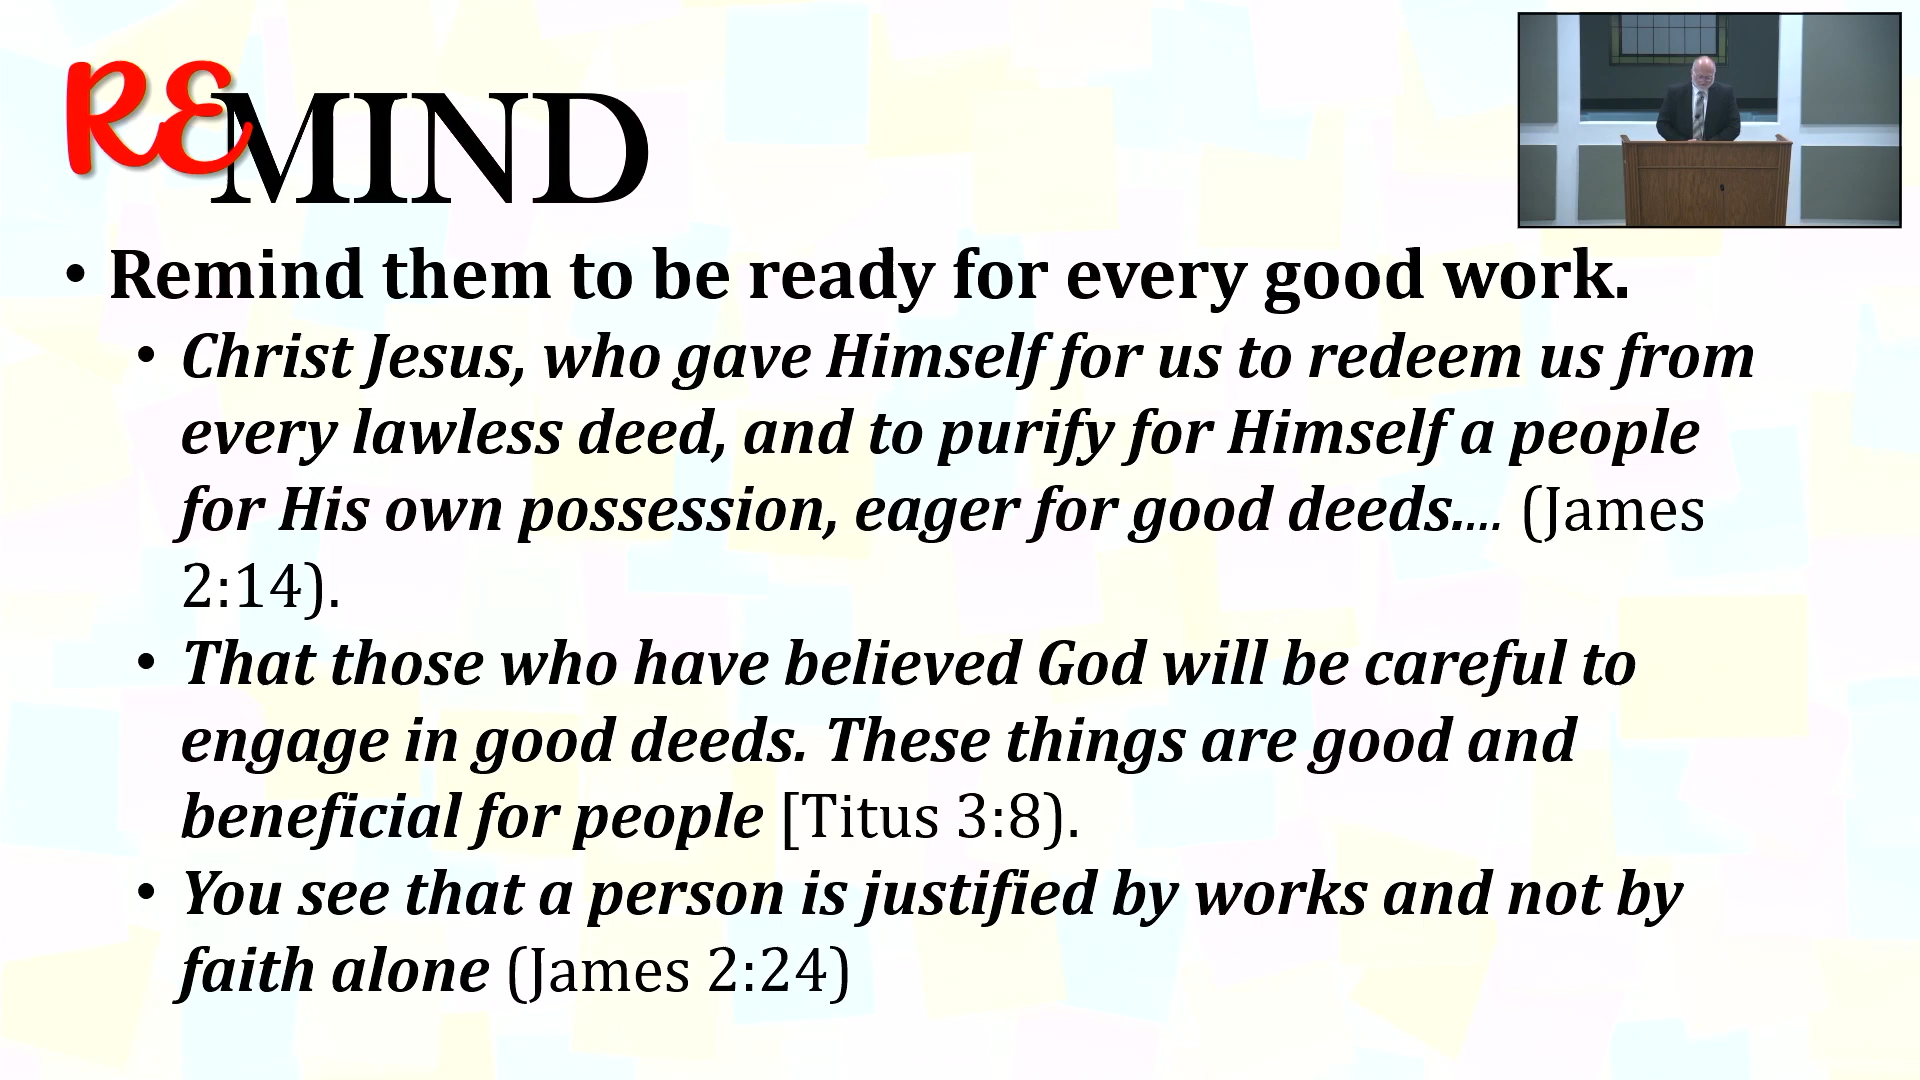 REMIND
• Remind them to be ready for every good work.
• Christ Jesus, who gave Himself for us to redeem us from
every lawless deed, and to purify for Himself a people
for His own possession, eager for good deeds.... (James
2:14).
• That those who have believed God will be careful to
engage in good deeds. These things are good and
beneficial for people [Titus 3:8).
• You see that a person is justified by works and not by
faith alone (James 2:24)